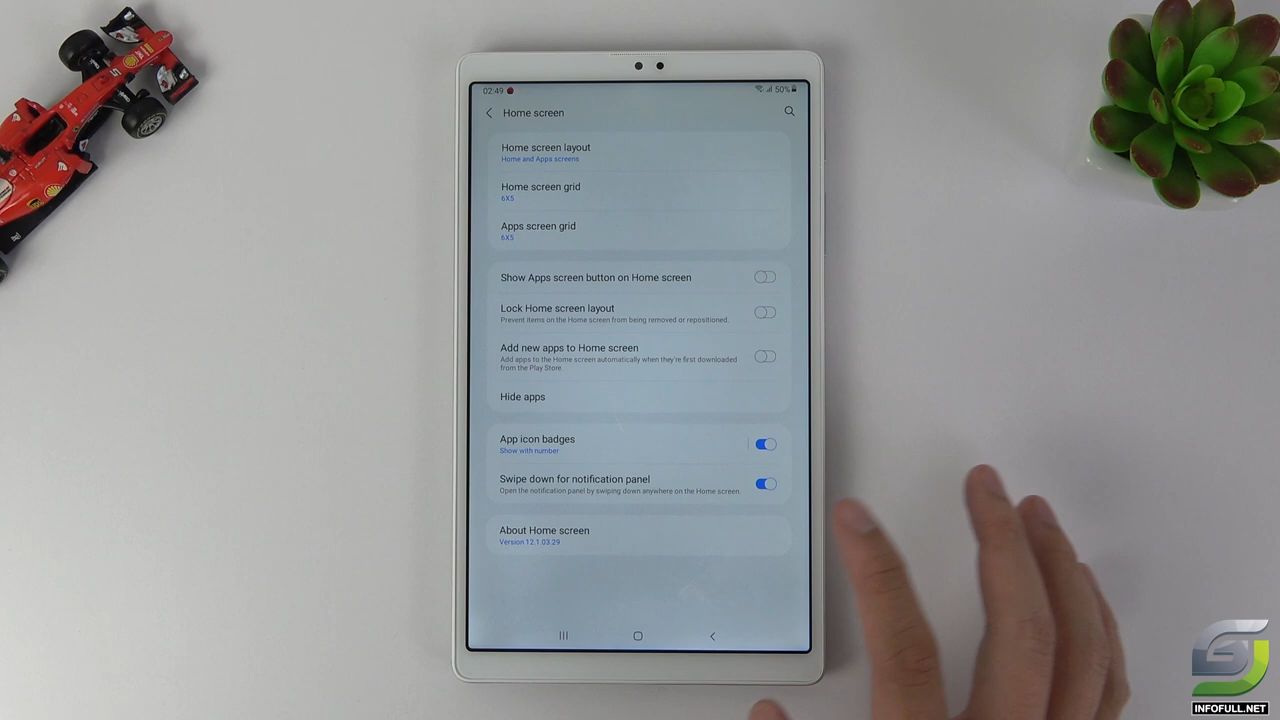 02:49
50%
Home screen
Home screen layout
Home and Apps screens
Home screen grid
6X5
Apps screen grid
6X5
Show Apps screen button on Home screen
Lock Home screen layout
Prevent items on the Home screen from being removed or repositioned.
Add new apps to Home screen
Add apps to the Home screen automatically when they're first downloaded
from the Play Store.
Hide apps
App icon badges
Show with number
Swipe down for notification panel
Open the notification panel by swiping down anywhere on the Home screen.
About Home screen
Version 12.1.03.29
INFOFULL.NET